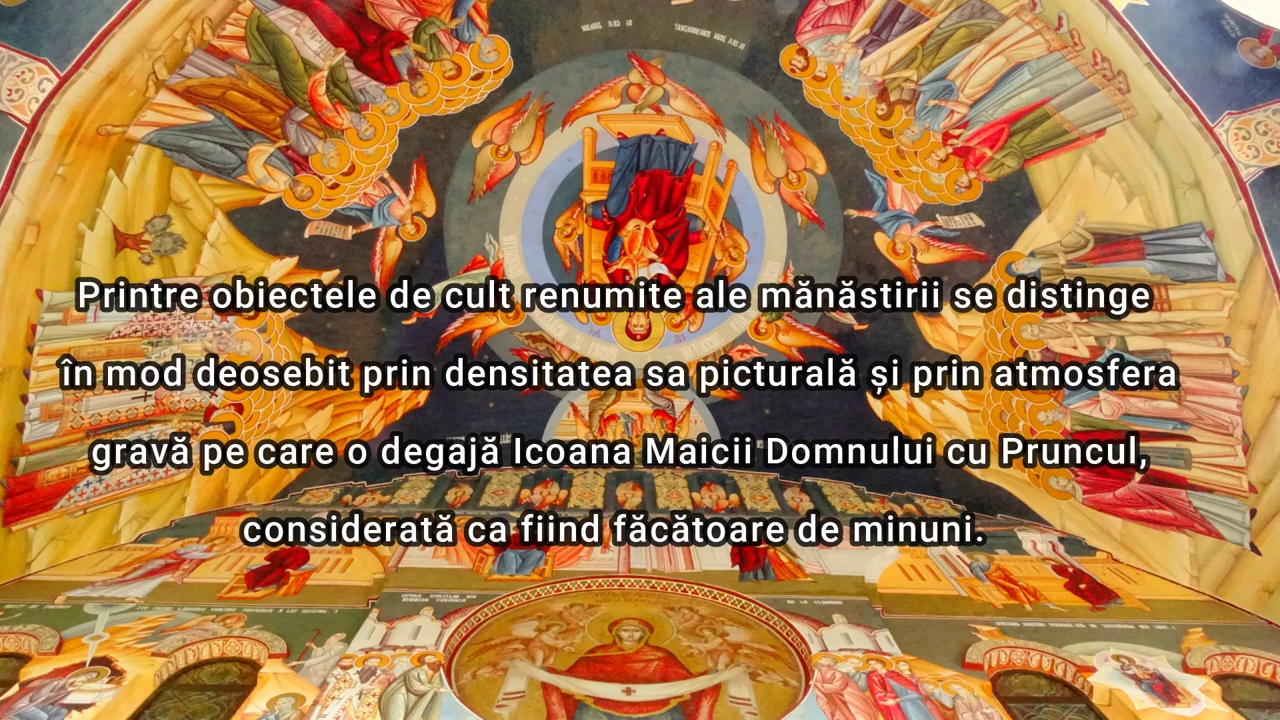 Printre obiectele de cult renumite ale mănăstirii se distinge
în mod deosebit prin densitatea sa picturală și prin atmosfera
gravă pe care o degajă Icoana Maicii Domnului cu Pruncul,
considerată ca fiind făcătoare de minuni.